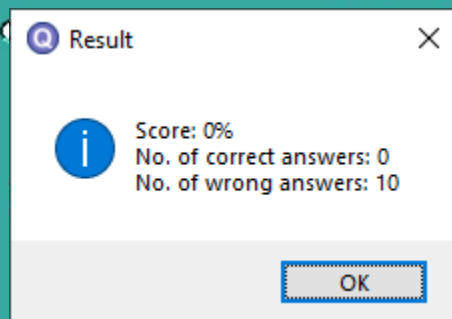 Q Result
Score: 0%
No. of correct answers: 0
No. of wrong answers: 10
OK